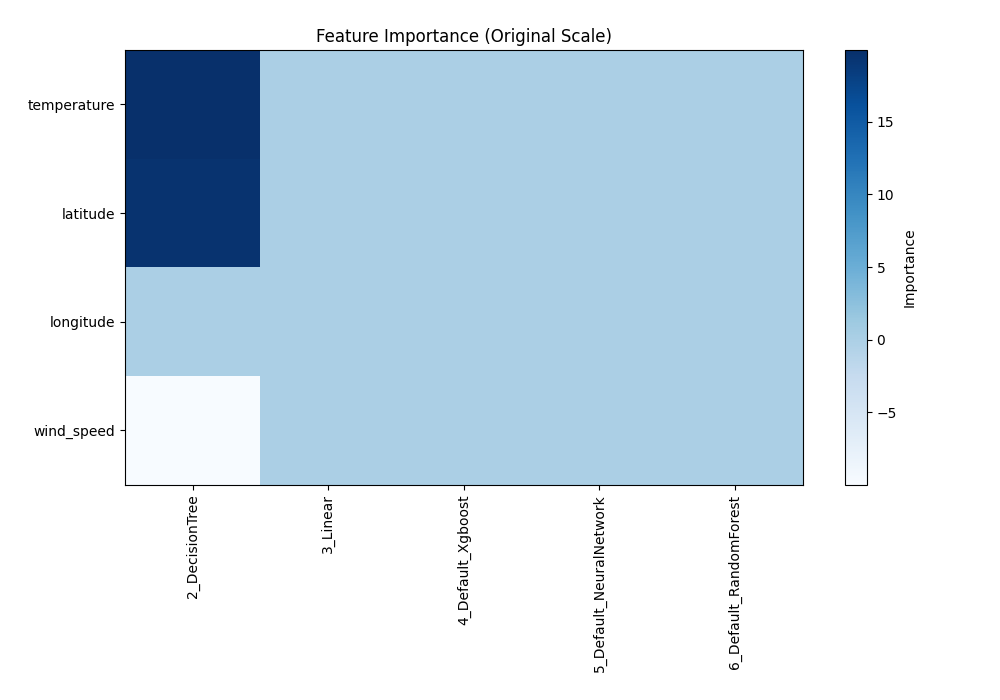 Feature Importance (Original Scale)
temperature
latitude
longitude
wind_speed
2_DecisionTree
3_Linear
4_Default_Xgboost
5_Default_NeuralNetwork
6_Default_RandomForest
15
10
5
0
−5
Importance